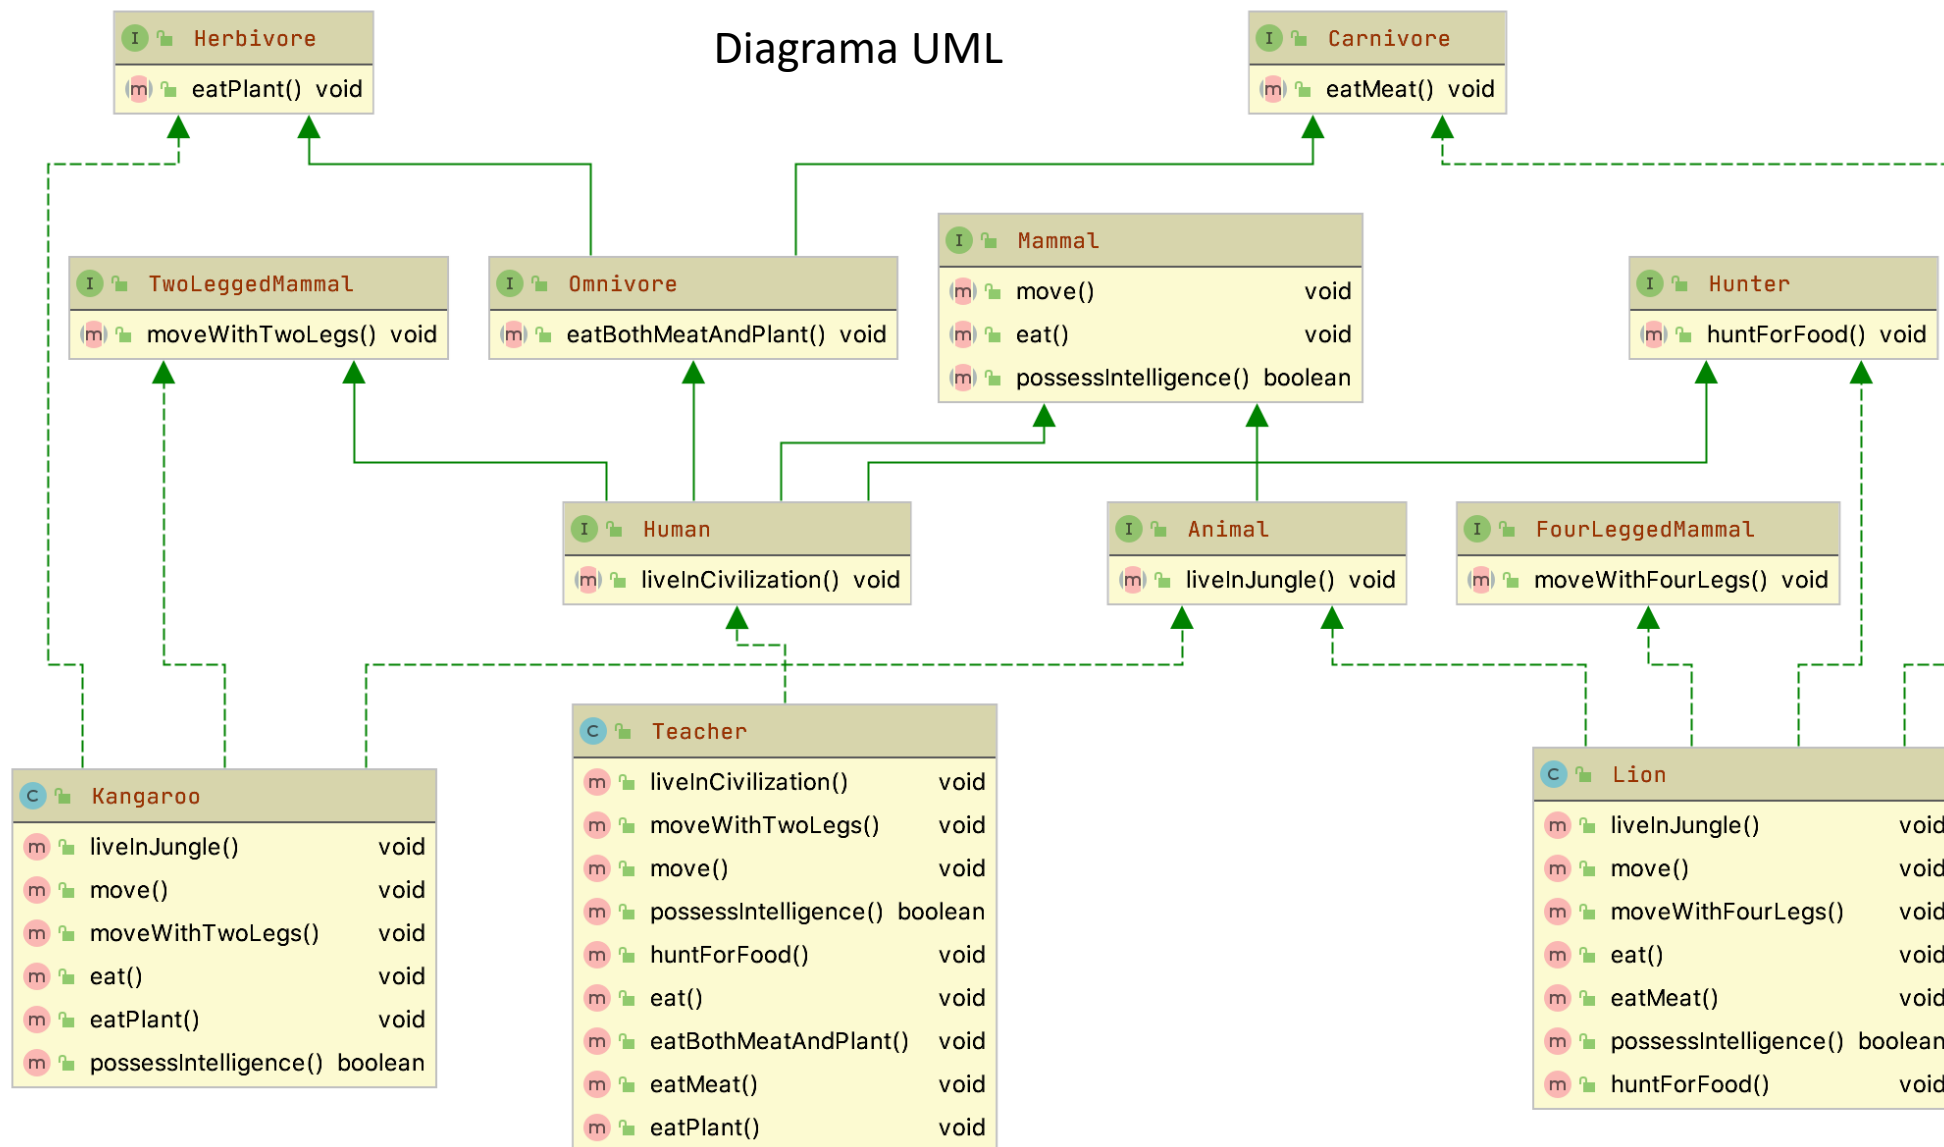 Diagrama UML
Herbivore
eatPlant() void
Carnivore
eatMeat() void
TwoLeggedMammal
moveWithTwoLegs() void
Omnivore
eatBothMeatAndPlant() void
Mammal
move() void
eat() void
possessIntelligence() boolean
Hunter
huntForFood() void
Human
liveInCivilization() void
Animal
liveInJungle() void
FourLeggedMammal
moveWithFourLegs() void
Kangaroo
liveInJungle() void
move() void
moveWithTwoLegs() void
eat() void
eatPlant() void
possessIntelligence() boolean
Teacher
liveInCivilization() void
moveWithTwoLegs() void
move() void
possessIntelligence() boolean
huntForFood() void
eat() void
eatBothMeatAndPlant() void
eatMeat() void
eatPlant() void
Lion
liveInJungle() void
move() void
moveWithFourLegs() void
eat() void
eatMeat() void
possessIntelligence() boolean
huntForFood() void